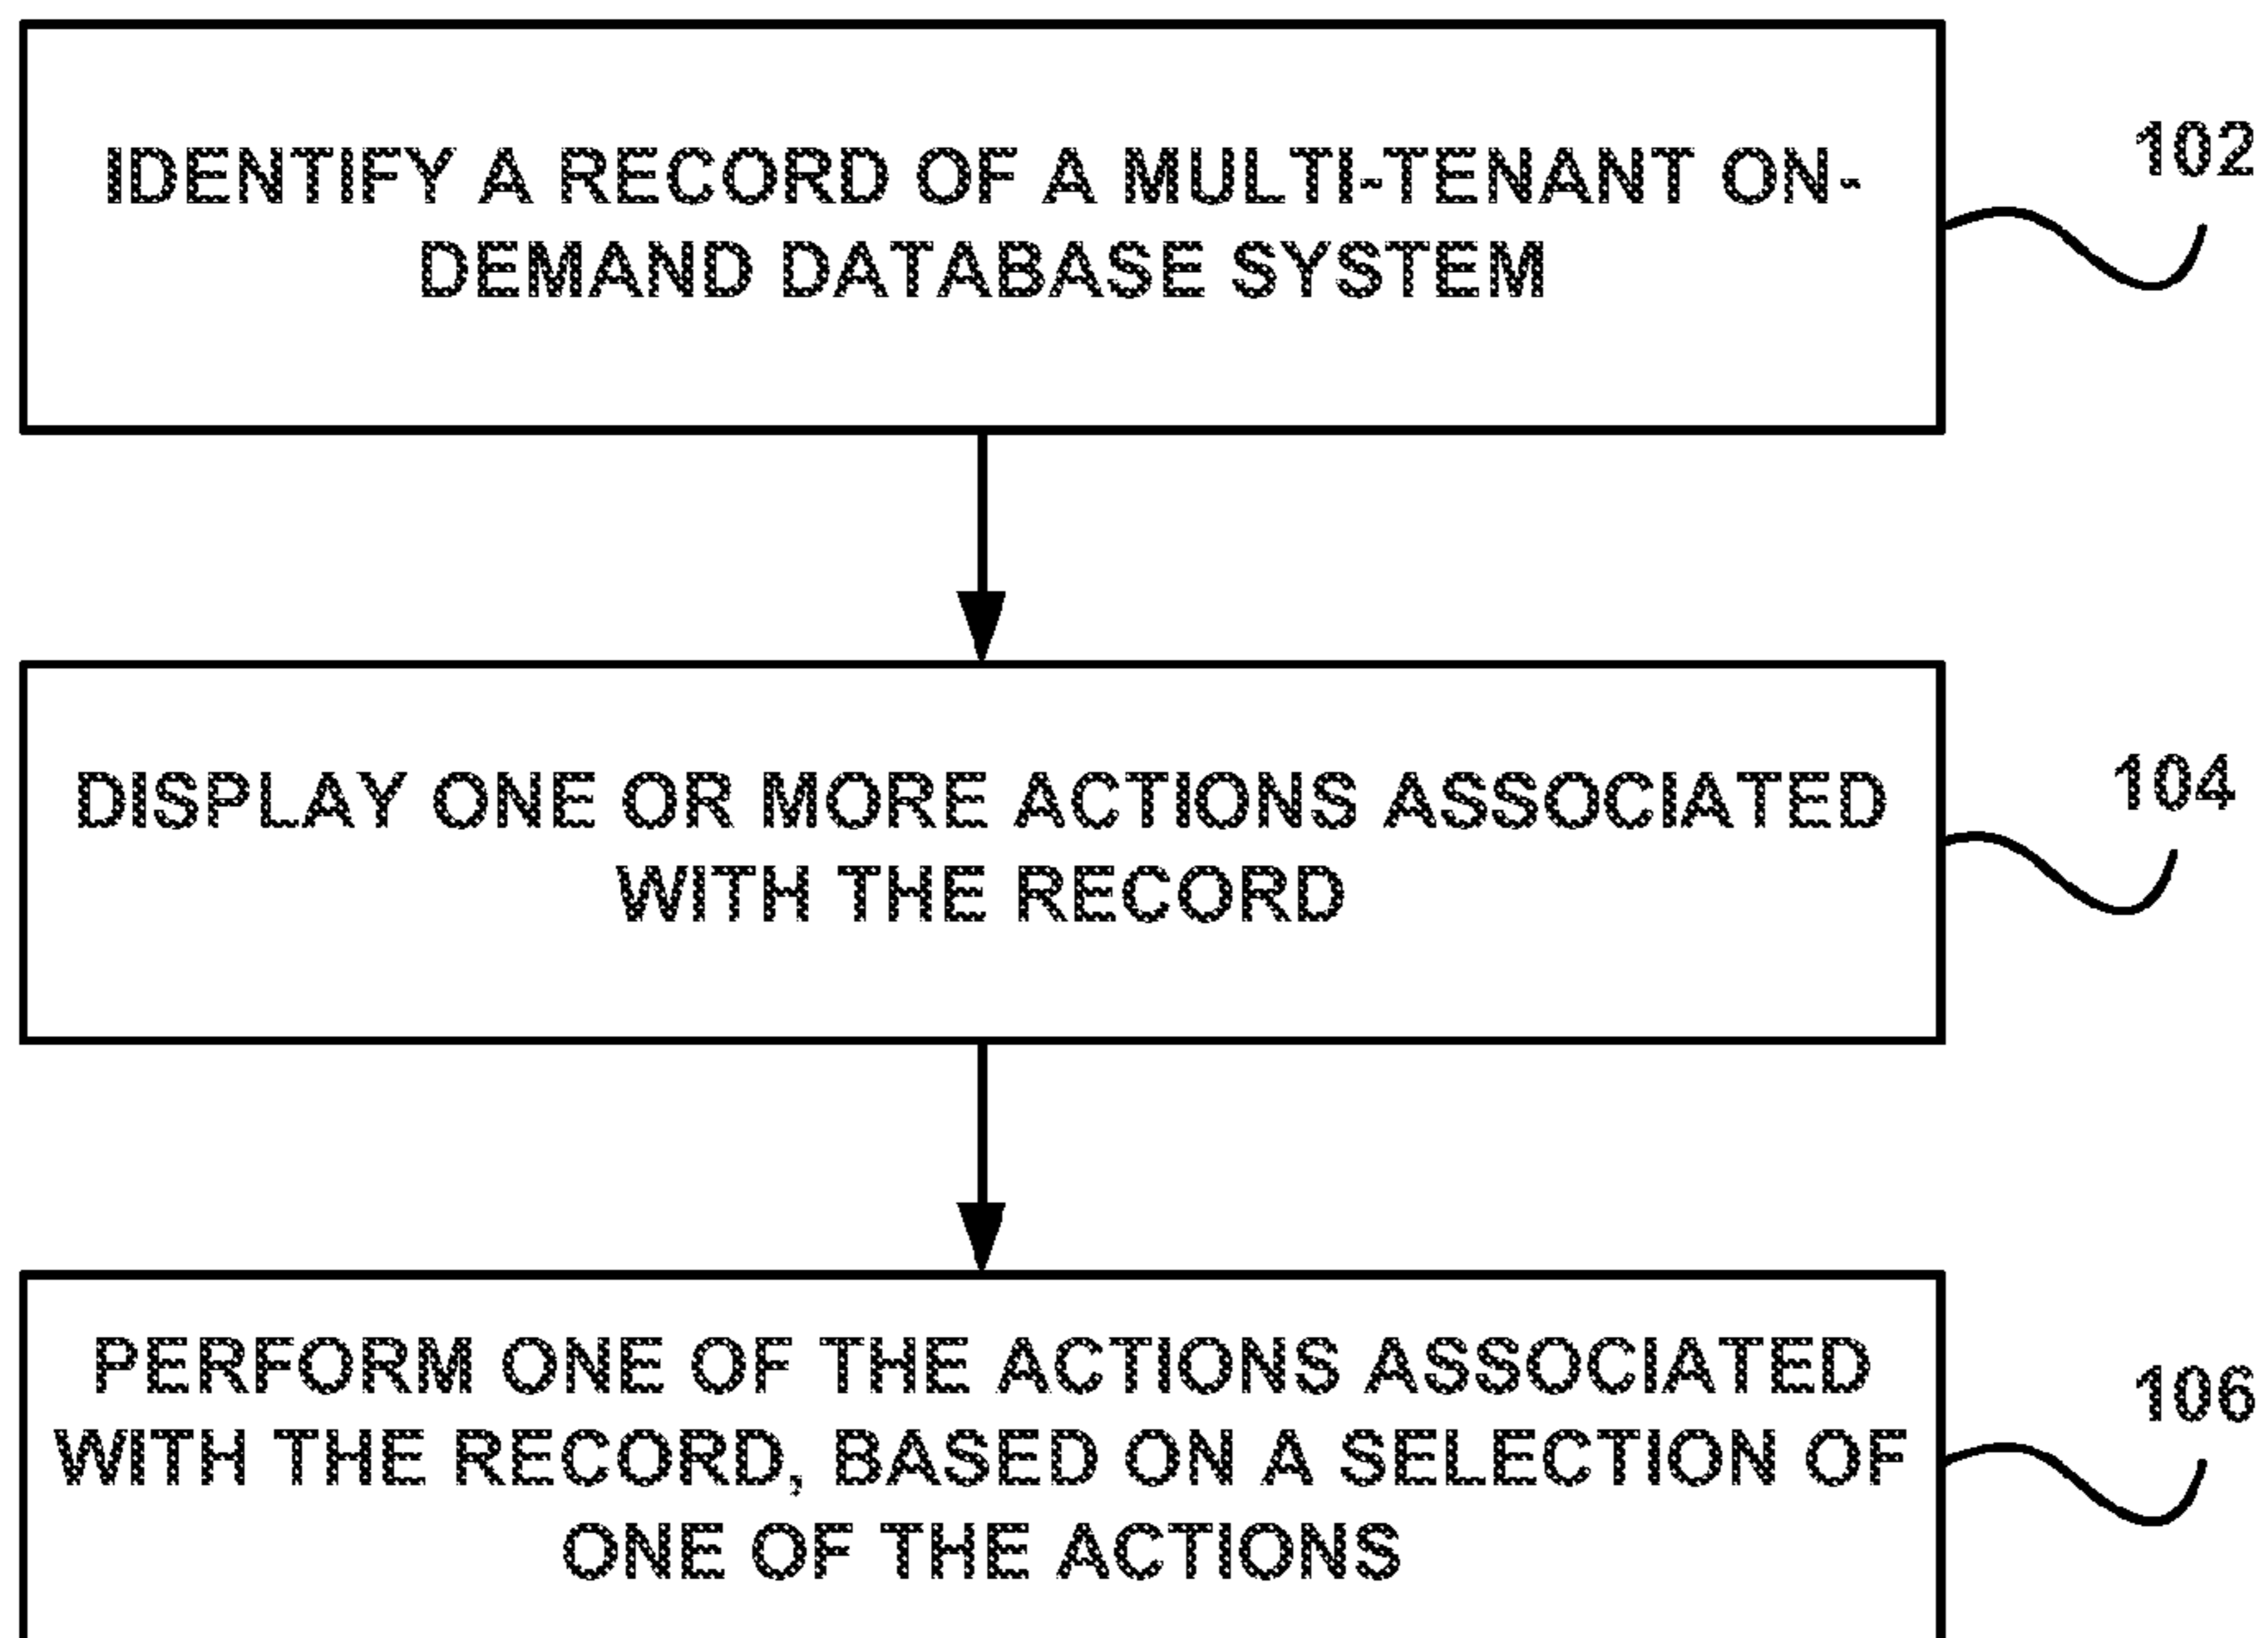 IDENTIFY A RECORD OF A MULTI-TENANT ON-
DEMAND DATABASE SYSTEM
102
DISPLAY ONE OR MORE ACTIONS ASSOCIATED
WITH THE RECORD
104
PERFORM ONE OF THE ACTIONS ASSOCIATED
WITH THE RECORD, BASED ON A SELECTION OF
ONE OF THE ACTIONS
106